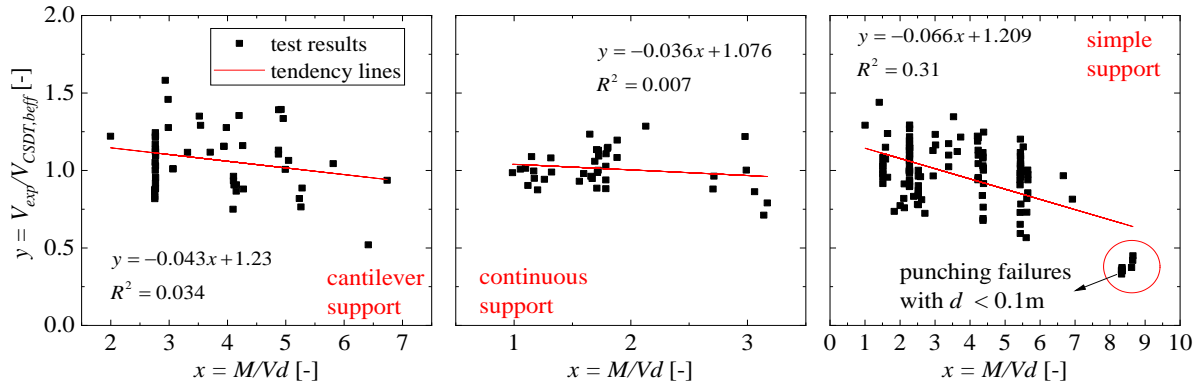 y = V_exp/V_CSDT,beff [-]
2.0
1.5
1.0
0.5
0.0
test results
tendency lines
y = −0.043x + 1.23
R² = 0.034
cantilever
support
2 3 4 5 6 7
x = M/Vd [-]
y = −0.036x + 1.076
R² = 0.007
continuous
support
1 2 3
x = M/Vd [-]
y = −0.066x + 1.209
R² = 0.31
simple
support
punching failures
with d < 0.1m
0 1 2 3 4 5 6 7 8 9 10
x = M/Vd [-]